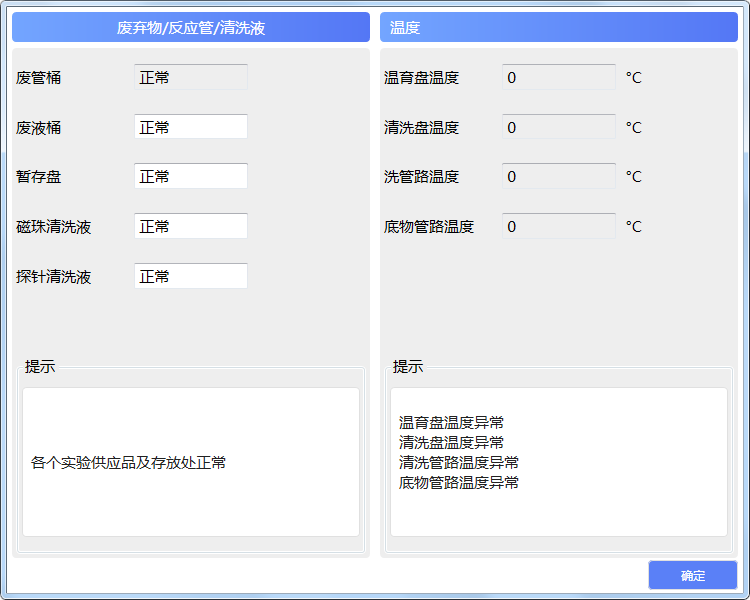 废弃物/反应管/清洗液
废管桶 正常
废液桶 正常
暂存盘 正常
磁珠清洗液 正常
探针清洗液 正常
提示
各个实验供应品及存放处正常
温度
温育盘温度 0 °C
清洗盘温度 0 °C
洗管路温度 0 °C
底物管路温度 0 °C
提示
温育盘温度异常
清洗盘温度异常
清洗管路温度异常
底物管路温度异常
确定